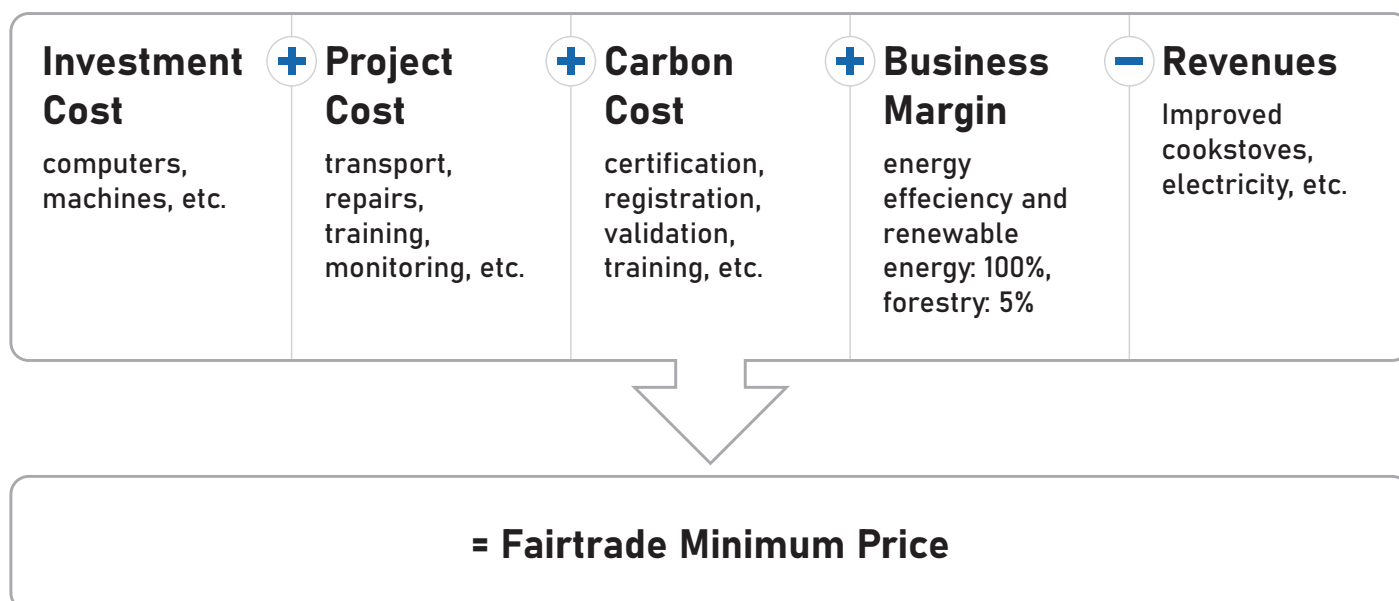 Investment
Cost
computers,
machines, etc.
+
Project
Cost
transport,
repairs,
training,
monitoring, etc.
+
Carbon
Cost
certification,
registration,
validation,
training, etc.
+
Business
Margin
energy
effeciency and
renewable
energy: 100%,
forestry: 5%
−
Revenues
Improved
cookstoves,
electricity, etc.
= Fairtrade Minimum Price